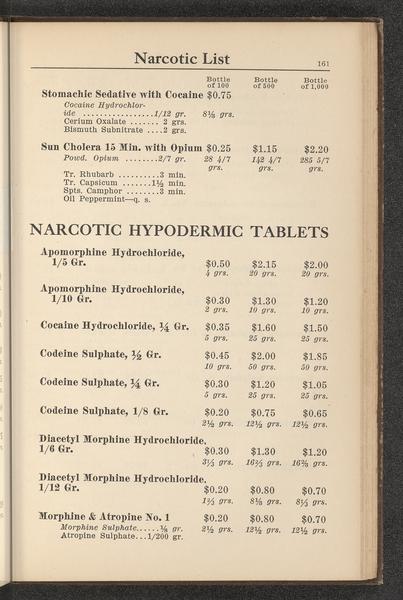 Narcotic List 161
Bottle of 100 Bottle of 500 Bottle of 1,000
Stomachic Sedative with Cocaine $0.75
Cocaine Hydrochlor-
ide ................1/12 gr. 8⅓ grs.
Cerium Oxalate ....... 2 grs.
Bismuth Subnitrate ....2 grs.
Sun Cholera 15 Min. with Opium $0.25 $1.15 $2.20
Powd. Opium ........2/7 gr. 28 4/7 grs. 142 4/7 grs. 285 5/7 grs.
Tr. Rhubarb ..........3 min.
Tr. Capsicum .......1½ min.
Spts. Camphor ........3 min.
Oil Peppermint—q. s.
NARCOTIC HYPODERMIC TABLETS
Apomorphine Hydrochloride,
1/5 Gr. $0.50 $2.15 $2.00
4 grs. 20 grs. 20 grs.
Apomorphine Hydrochloride,
1/10 Gr. $0.30 $1.30 $1.20
2 grs. 10 grs. 10 grs.
Cocaine Hydrochloride, ¼ Gr. $0.35 $1.60 $1.50
5 grs. 25 grs. 25 grs.
Codeine Sulphate, ½ Gr. $0.45 $2.00 $1.85
10 grs. 50 grs. 50 grs.
Codeine Sulphate, ¼ Gr. $0.30 $1.20 $1.05
5 grs. 25 grs. 25 grs.
Codeine Sulphate, 1/8 Gr. $0.20 $0.75 $0.65
2½ grs. 12½ grs. 12½ grs.
Diacetyl Morphine Hydrochloride,
1/6 Gr. $0.30 $1.30 $1.20
3⅓ grs. 16⅔ grs. 16⅔ grs.
Diacetyl Morphine Hydrochloride,
1/12 Gr. $0.20 $0.80 $0.70
1⅔ grs. 8⅓ grs. 8⅓ grs.
Morphine & Atropine No. 1 $0.20 $0.80 $0.70
Morphine Sulphate......⅛ gr. 2½ grs. 12½ grs. 12½ grs.
Atropine Sulphate...1/200 gr.